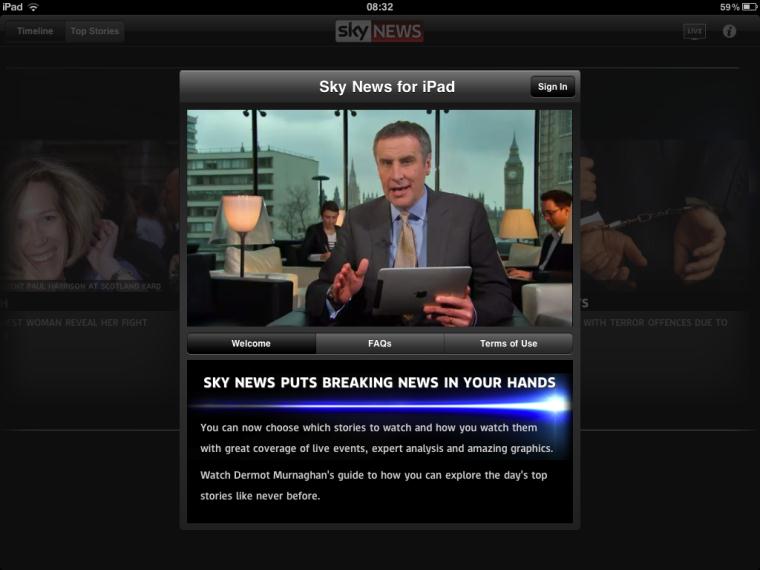 iPad 08:32 59%
Timeline Top Stories sky NEWS LIVE i
Sky News for iPad Sign In
PAUL HARRISON AT SCOTLAND YARD
WOMAN REVEAL HER FIGHT
WITH TERROR OFFENCES DUE TO
Welcome FAQs Terms of Use
SKY NEWS PUTS BREAKING NEWS IN YOUR HANDS
You can now choose which stories to watch and how you watch them
with great coverage of live events, expert analysis and amazing graphics.
Watch Dermot Murnaghan's guide to how you can explore the day's top
stories like never before.